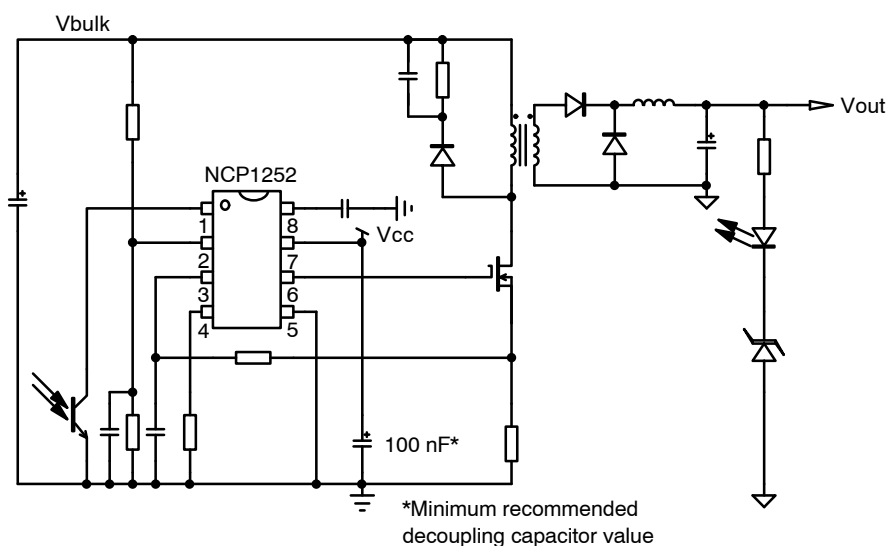 Vbulk
Vout
NCP1252
1
8
Vcc
2
7
3
6
4
5
100 nF*
*Minimum recommended
decoupling capacitor value